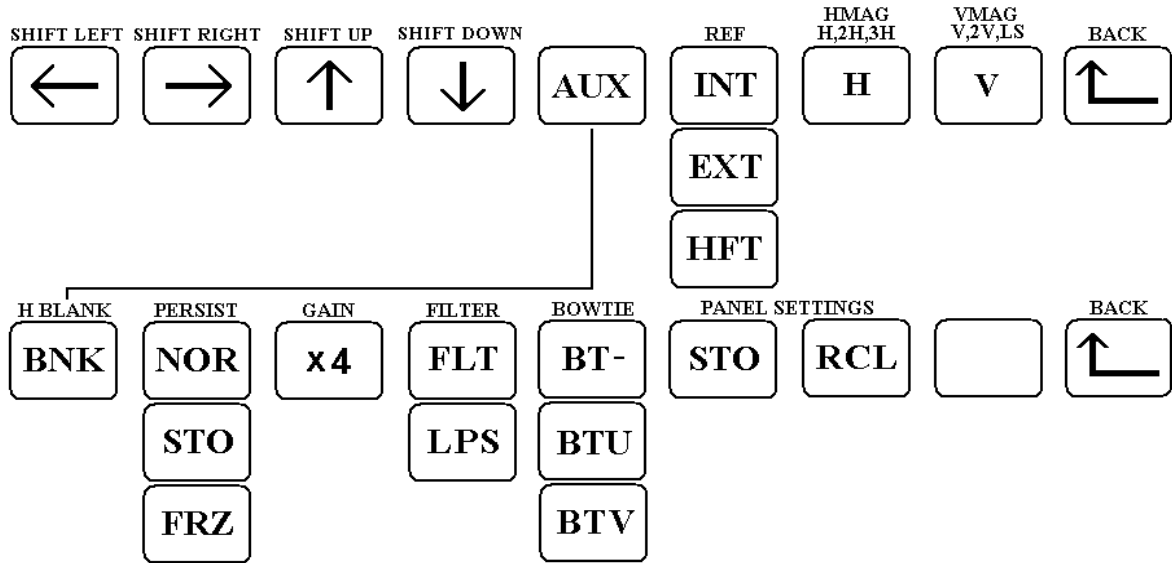 SHIFT LEFT SHIFT RIGHT SHIFT UP SHIFT DOWN REF HMAG H,2H,3H VMAG V,2V,LS BACK
AUX INT H V
EXT
HFT
H BLANK PERSIST GAIN FILTER BOWTIE PANEL SETTINGS BACK
BNK NOR x4 FLT BT- STO RCL
STO LPS BTU
FRZ BTV